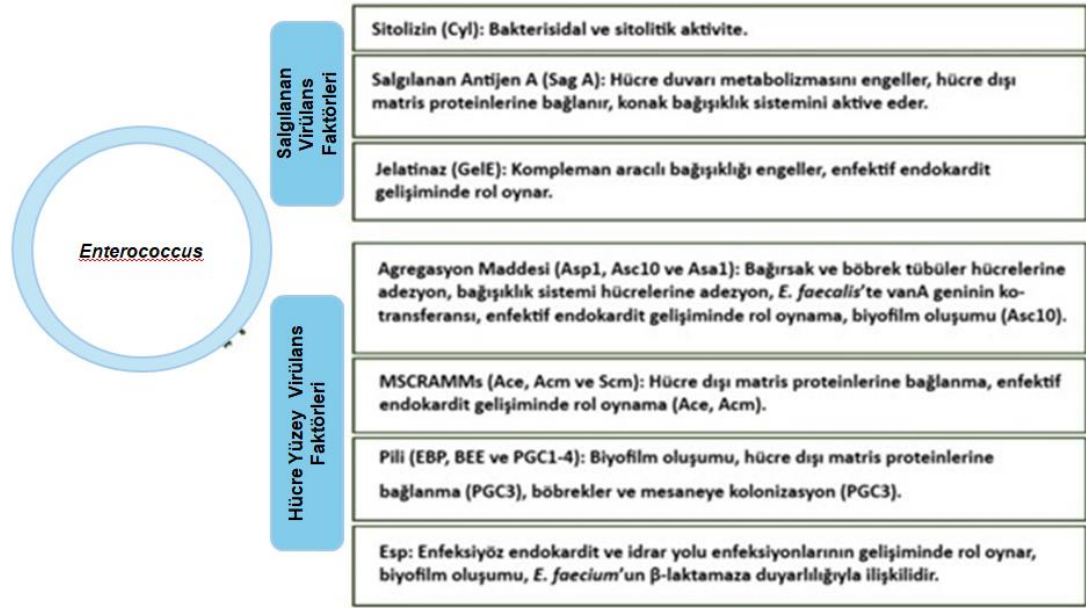 Enterococcus
Salgılanan
Virülans
Faktörleri
Sitolizin (Cyl): Bakterisidal ve sitolitik aktivite.
Salgılanan Antijen A (Sag A): Hücre duvarı metabolizmasını engeller, hücre dışı
matris proteinlerine bağlanır, konak bağışıklık sistemini aktive eder.
Jelatinaz (GelE): Kompleman aracılı bağışıklığı engeller, enfektif endokardit
gelişiminde rol oynar.
Hücre Yüzey Virülans
Faktörleri
Agregasyon Maddesi (Asp1, Asc10 ve Asa1): Bağırsak ve böbrek tübüler hücrelerine
adezyon, bağışıklık sistemi hücrelerine adezyon, E. faecalis'te vanA geninin ko-
transferansı, enfektif endokardit gelişiminde rol oynama, biyofilm oluşumu (Asc10).
MSCRAMMs (Ace, Acm ve Scm): Hücre dışı matris proteinlerine bağlanma, enfektif
endokardit gelişiminde rol oynama (Ace, Acm).
Pili (EBP, BEE ve PGC1-4): Biyofilm oluşumu, hücre dışı matris proteinlerine
bağlanma (PGC3), böbrekler ve mesaneye kolonizasyon (PGC3).
Esp: Enfeksiyöz endokardit ve idrar yolu enfeksiyonlarının gelişiminde rol oynar,
biyofilm oluşumu, E. faecium'un β-laktamaza duyarlılığıyla ilişkilidir.